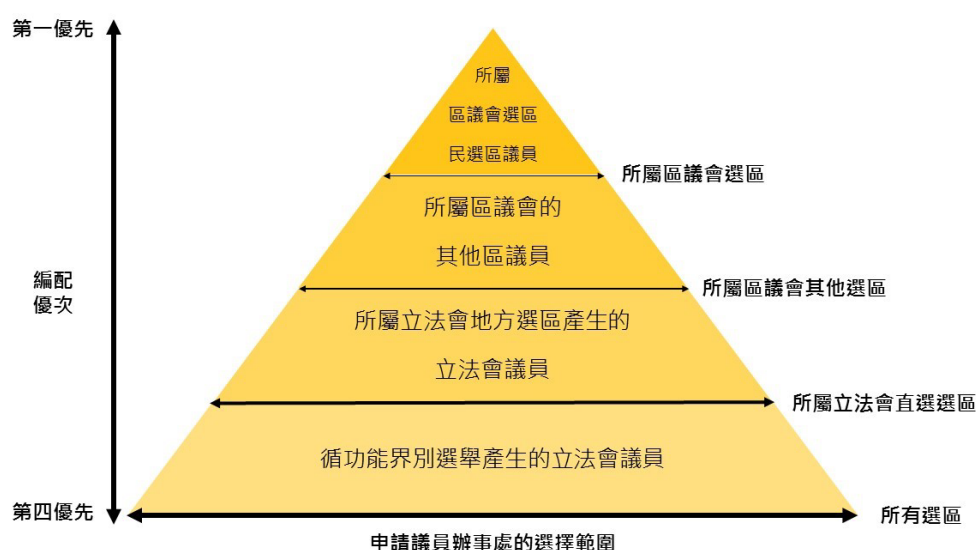 第一優先
所屬
區議會選區
民選區議員
所屬區議會選區
所屬區議會的
其他區議員
編配
優次
所屬區議會其他選區
所屬立法會地方選區產生的
立法會議員
所屬立法會直選選區
循功能界別選舉產生的立法會議員
第四優先
所有選區
申請議員辦事處的選擇範圍